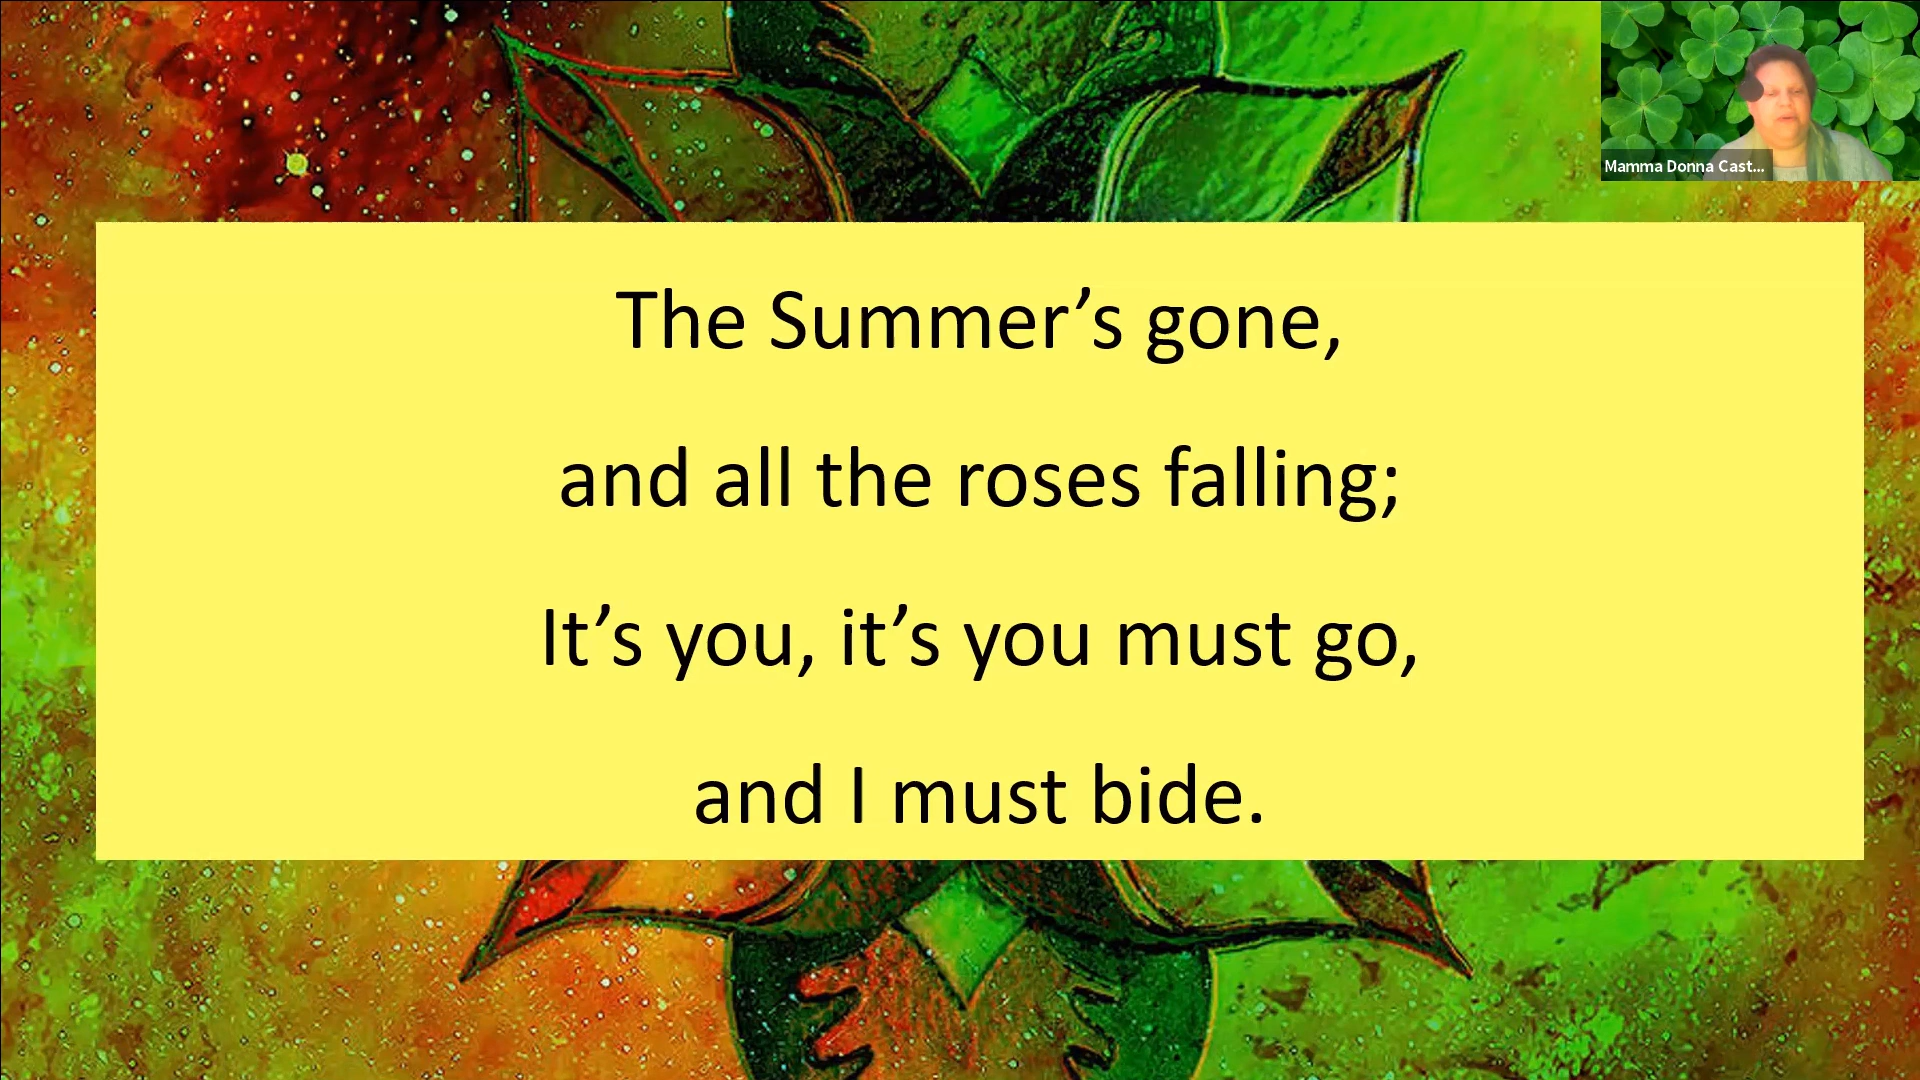 Mamma Donna Cast...
The Summer’s gone,
and all the roses falling;
It’s you, it’s you must go,
and I must bide.